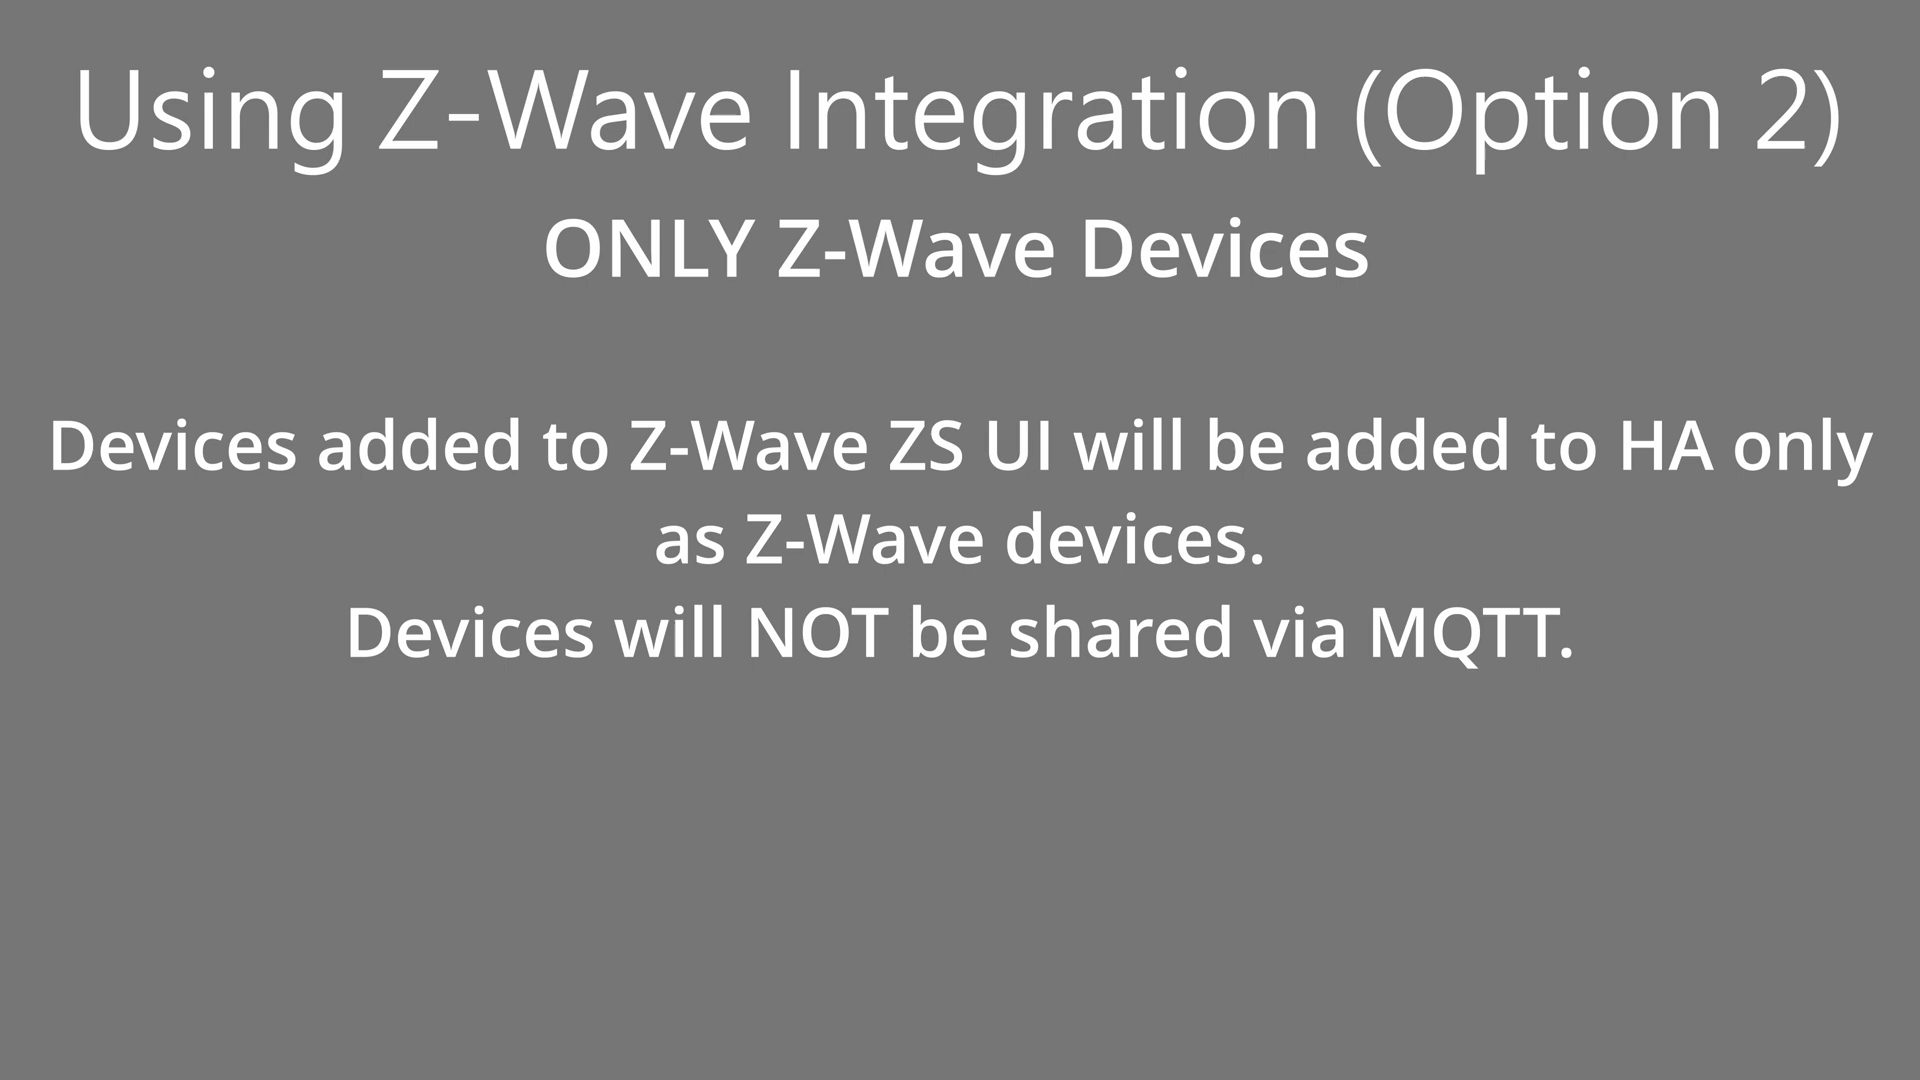 Using Z-Wave Integration (Option 2)
ONLY Z-Wave Devices
Devices added to Z-Wave ZS UI will be added to HA only
as Z-Wave devices.
Devices will NOT be shared via MQTT.